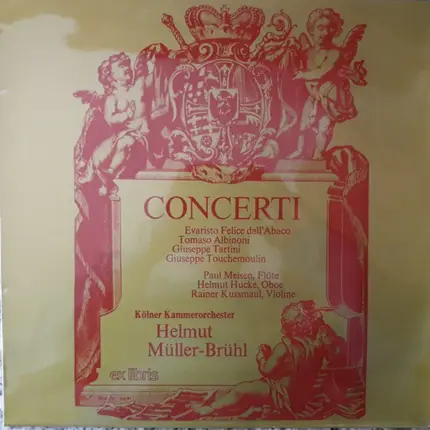 CONCERTI
Evaristo Felice dall'Abaco
Tomaso Albinoni
Giuseppe Tartini
Giuseppe Touchemoulin
Paul Meisen, Flöte
Helmut Hucke, Oboe
Rainer Kussmaul, Violine
Kölner Kammerorchester
Helmut
Müller-Brühl
ex libris